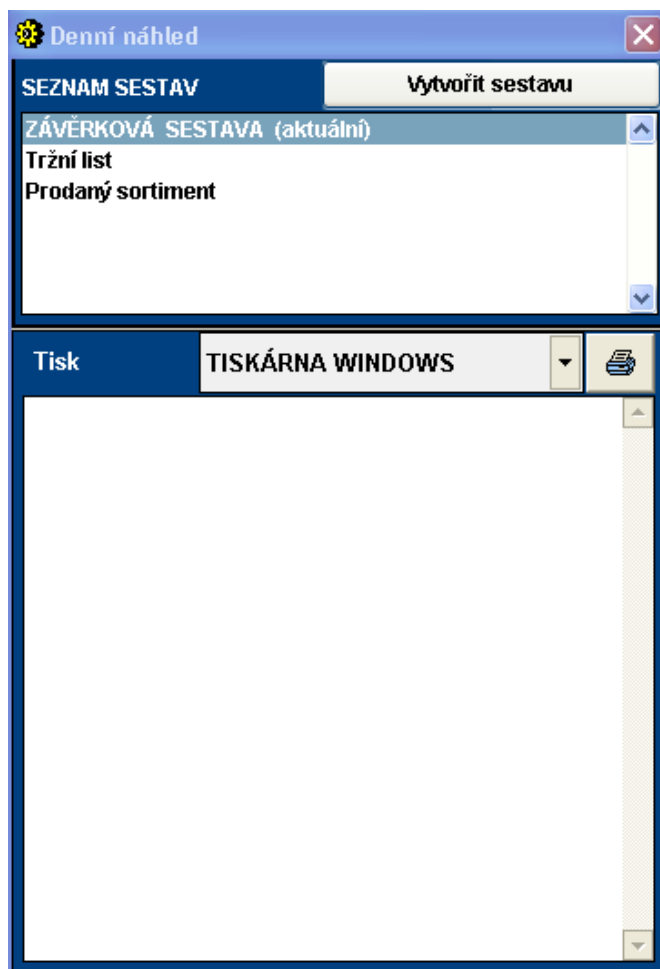 Denní náhled
SEZNAM SESTAV
Vytvořit sestavu
ZÁVĚRKOVÁ SESTAVA (aktuální)
Tržní list
Prodaný sortiment
Tisk
TISKÁRNA WINDOWS